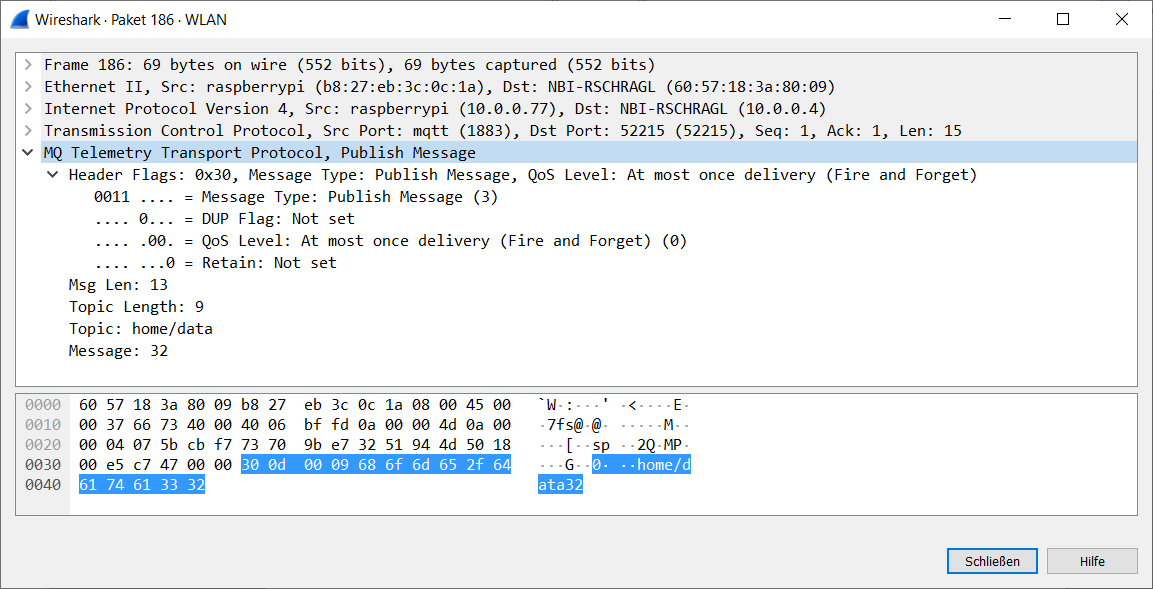 Wireshark · Paket 186 · WLAN
Frame 186: 69 bytes on wire (552 bits), 69 bytes captured (552 bits)
Ethernet II, Src: raspberrypi (b8:27:eb:3c:0c:1a), Dst: NBI-RSCHRAGL (60:57:18:3a:80:09)
Internet Protocol Version 4, Src: raspberrypi (10.0.0.77), Dst: NBI-RSCHRAGL (10.0.0.4)
Transmission Control Protocol, Src Port: mqtt (1883), Dst Port: 52215 (52215), Seq: 1, Ack: 1, Len: 15
MQ Telemetry Transport Protocol, Publish Message
Header Flags: 0x30, Message Type: Publish Message, QoS Level: At most once delivery (Fire and Forget)
0011 .... = Message Type: Publish Message (3)
.... 0... = DUP Flag: Not set
.... .00. = QoS Level: At most once delivery (Fire and Forget) (0)
.... ...0 = Retain: Not set
Msg Len: 13
Topic Length: 9
Topic: home/data
Message: 32
0000 60 57 18 3a 80 09 b8 27 eb 3c 0c 1a 08 00 45 00 `W·:···' ·<····E·
0010 00 37 66 73 40 00 40 06 bf fd 0a 00 00 4d 0a 00 ·7fs@·@· ·····M··
0020 00 04 07 5b cb f7 73 70 9b e7 32 51 94 4d 50 18 ···[··sp ··2Q·MP·
0030 00 e5 c7 47 00 00 30 0d 00 09 68 6f 6d 65 2f 64 ···G··0· ··home/d
0040 61 74 61 33 32 ata32
Schließen Hilfe